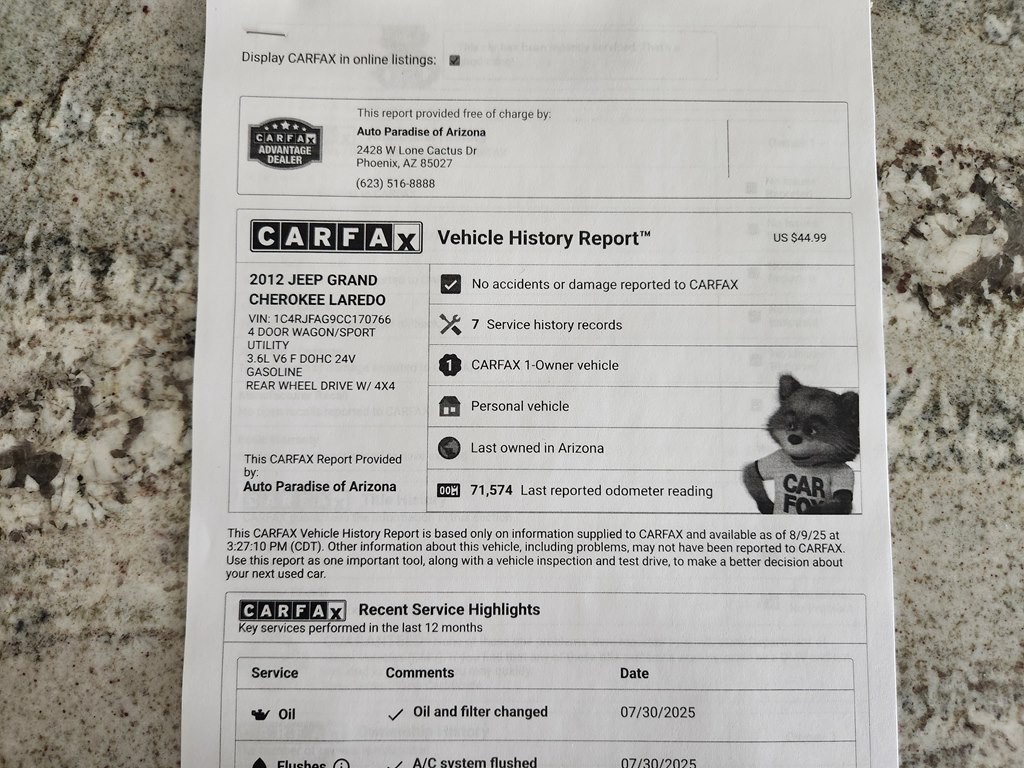 Display CARFAX in online listings:
This report provided free of charge by:
CARFAX
ADVANTAGE
DEALER
Auto Paradise of Arizona
2428 W Lone Cactus Dr
Phoenix, AZ 85027
(623) 516-8888
CARFAX Vehicle History Report™ US $44.99
2012 JEEP GRAND
CHEROKEE LAREDO
VIN: 1C4RJFAG9CC170766
4 DOOR WAGON/SPORT
UTILITY
3.6L V6 F DOHC 24V
GASOLINE
REAR WHEEL DRIVE W/ 4X4
This CARFAX Report Provided
by:
Auto Paradise of Arizona
No accidents or damage reported to CARFAX
7 Service history records
1 CARFAX 1-Owner vehicle
Personal vehicle
Last owned in Arizona
71,574 Last reported odometer reading
CAR
FOX
This CARFAX Vehicle History Report is based only on information supplied to CARFAX and available as of 8/9/25 at
3:27:10 PM (CDT). Other information about this vehicle, including problems, may not have been reported to CARFAX.
Use this report as one important tool, along with a vehicle inspection and test drive, to make a better decision about
your next used car.
CARFAX Recent Service Highlights
Key services performed in the last 12 months
Service Comments Date
Oil Oil and filter changed 07/30/2025
Flushes A/C system flushed 07/30/2025